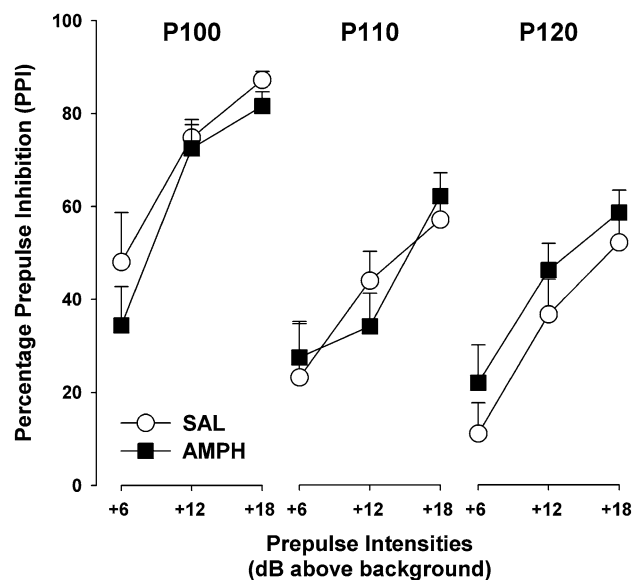 P100 P110 P120
Percentage Prepulse Inhibition (PPI)
100
80
60
40
20
0
SAL
AMPH
+6 +12 +18 +6 +12 +18 +6 +12 +18
Prepulse Intensities
(dB above background)